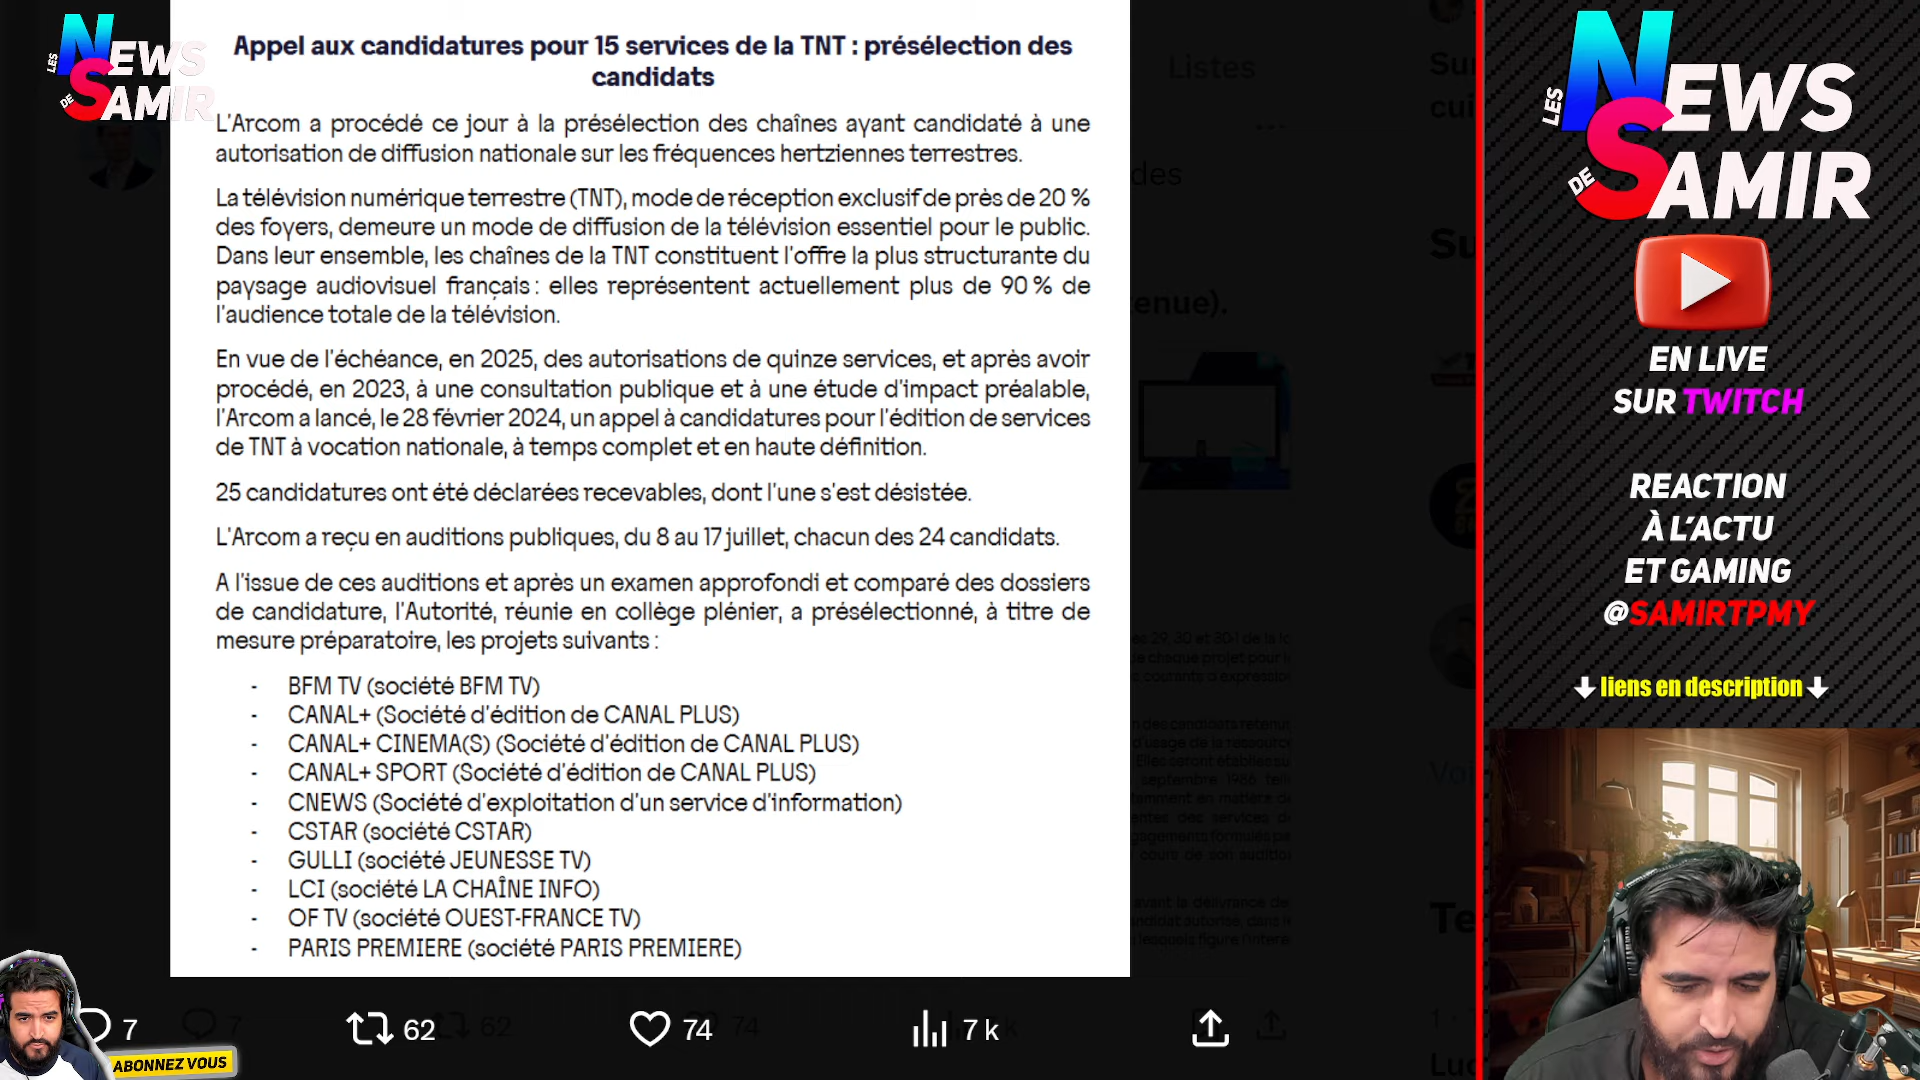 LES NEWS DE SAMIR
Appel aux candidatures pour 15 services de la TNT : présélection des
candidats
L'Arcom a procédé ce jour à la présélection des chaînes ayant candidaté à une
autorisation de diffusion nationale sur les fréquences hertziennes terrestres.
La télévision numérique terrestre (TNT), mode de réception exclusif de près de 20 %
des foyers, demeure un mode de diffusion de la télévision essentiel pour le public.
Dans leur ensemble, les chaînes de la TNT constituent l'offre la plus structurante du
paysage audiovisuel français : elles représentent actuellement plus de 90 % de
l'audience totale de la télévision.
En vue de l'échéance, en 2025, des autorisations de quinze services, et après avoir
procédé, en 2023, à une consultation publique et à une étude d'impact préalable,
l'Arcom a lancé, le 28 février 2024, un appel à candidatures pour l'édition de services
de TNT à vocation nationale, à temps complet et en haute définition.
25 candidatures ont été déclarées recevables, dont l'une s'est désistée.
L'Arcom a reçu en auditions publiques, du 8 au 17 juillet, chacun des 24 candidats.
A l'issue de ces auditions et après un examen approfondi et comparé des dossiers
de candidature, l'Autorité, réunie en collège plénier, a présélectionné, à titre de
mesure préparatoire, les projets suivants :
- BFM TV (société BFM TV)
- CANAL+ (Société d'édition de CANAL PLUS)
- CANAL+ CINEMA(S) (Société d'édition de CANAL PLUS)
- CANAL+ SPORT (Société d'édition de CANAL PLUS)
- CNEWS (Société d'exploitation d'un service d'information)
- CSTAR (société CSTAR)
- GULLI (société JEUNESSE TV)
- LCI (société LA CHAÎNE INFO)
- OF TV (société OUEST-FRANCE TV)
- PARIS PREMIERE (société PARIS PREMIERE)
7
62
74
7 k
ABONNEZ VOUS
Listes
des
enue).
LES NEWS DE SAMIR
EN LIVE
SUR TWITCH
REACTION
À L'ACTU
ET GAMING
@SAMIRTPMY
liens en description